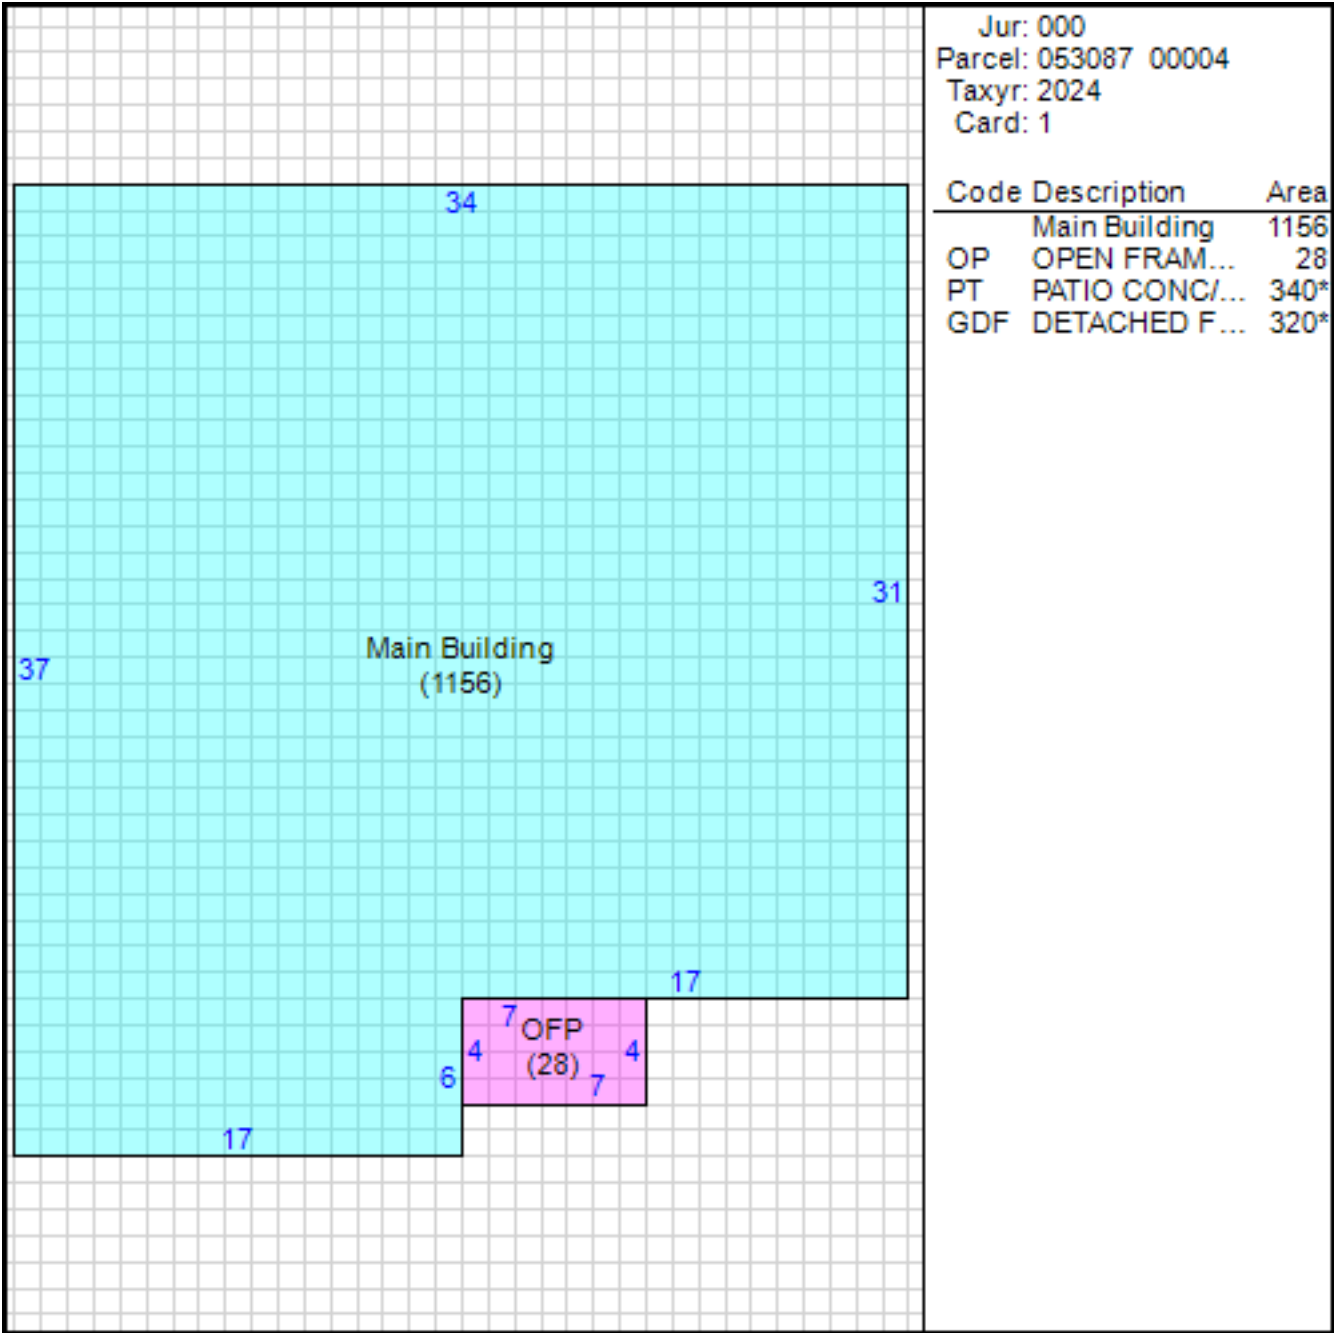 Jur: 000
Parcel: 053087 00004
Taxyr: 2024
Card: 1
Code Description Area
Main Building 1156
OP OPEN FRAM... 28
PT PATIO CONC/... 340*
GDF DETACHED F... 320*
34
31
Main Building
(1156)
37
17
7
OFP
4
4
(28)
6
7
17